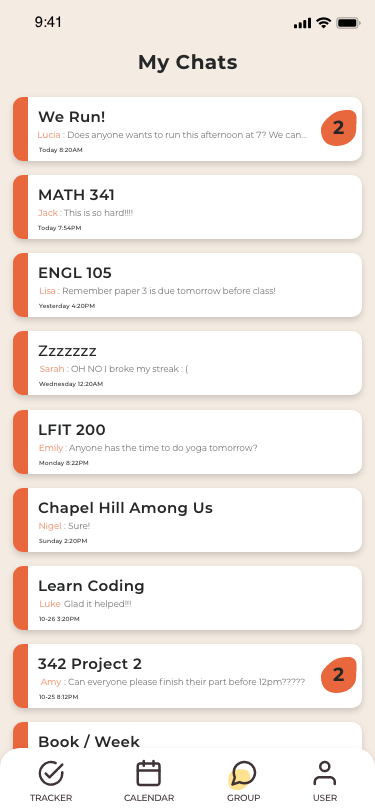 9:41
My Chats
We Run!
Lucia : Does anyone wants to run this afternoon at 7? We can...
Today 8:20AM
2
MATH 341
Jack : This is so hard!!!!
Today 7:54PM
ENGL 105
Lisa : Remember paper 3 is due tomorrow before class!
Yesterday 4:20PM
Zzzzzzz
Sarah : OH NO I broke my streak : (
Wednesday 12:20AM
LFIT 200
Emily : Anyone has the time to do yoga tomorrow?
Monday 8:22PM
Chapel Hill Among Us
Nigel : Sure!
Sunday 2:20PM
Learn Coding
Luke Glad it helped!!!
10-26 3:20PM
342 Project 2
Amy : Can everyone please finish their part before 12pm?????
10-25 8:12PM
2
Book / Week
TRACKER
CALENDAR
GROUP
USER